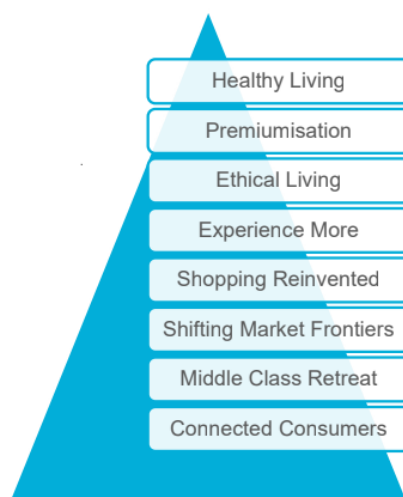 Healthy Living
Premiumisation
Ethical Living
Experience More
Shopping Reinvented
Shifting Market Frontiers
Middle Class Retreat
Connected Consumers